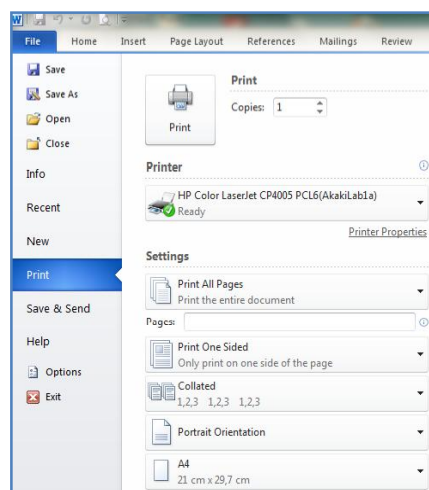 File Home Insert Page Layout References Mailings Review
Save
Save As
Open
Close
Info
Recent
New
Print
Save & Send
Help
Options
Exit
Print
Print
Copies: 1
Printer
HP Color LaserJet CP4005 PCL6(AkakiLab1a)
Ready
Printer Properties
Settings
Print All Pages
Print the entire document
Pages:
Print One Sided
Only print on one side of the page
Collated
1,2,3 1,2,3 1,2,3
Portrait Orientation
A4
21 cm x 29,7 cm